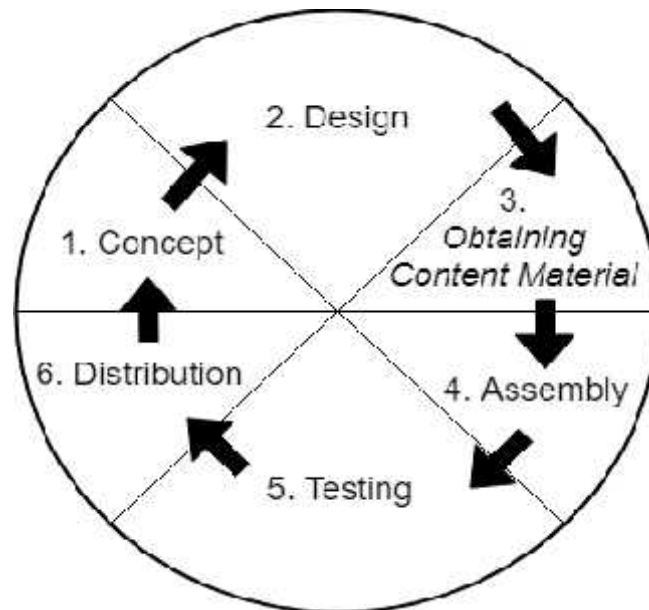 1. Concept
2. Design
3.
Obtaining
Content Material
4. Assembly
5. Testing
6. Distribution